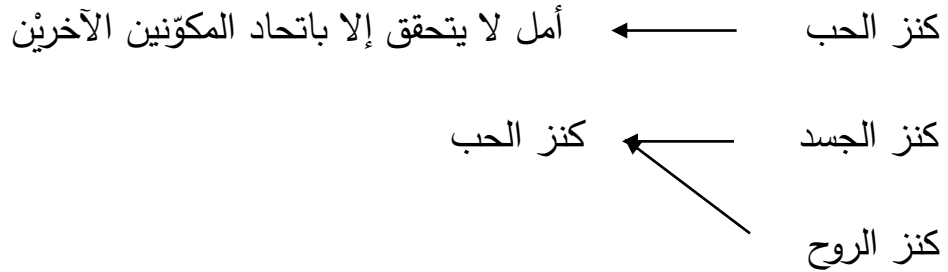 كنز الحب أمل لا يتحقق إلا باتحاد المكوّنين الآخريْن
كنز الجسد كنز الحب
كنز الروح